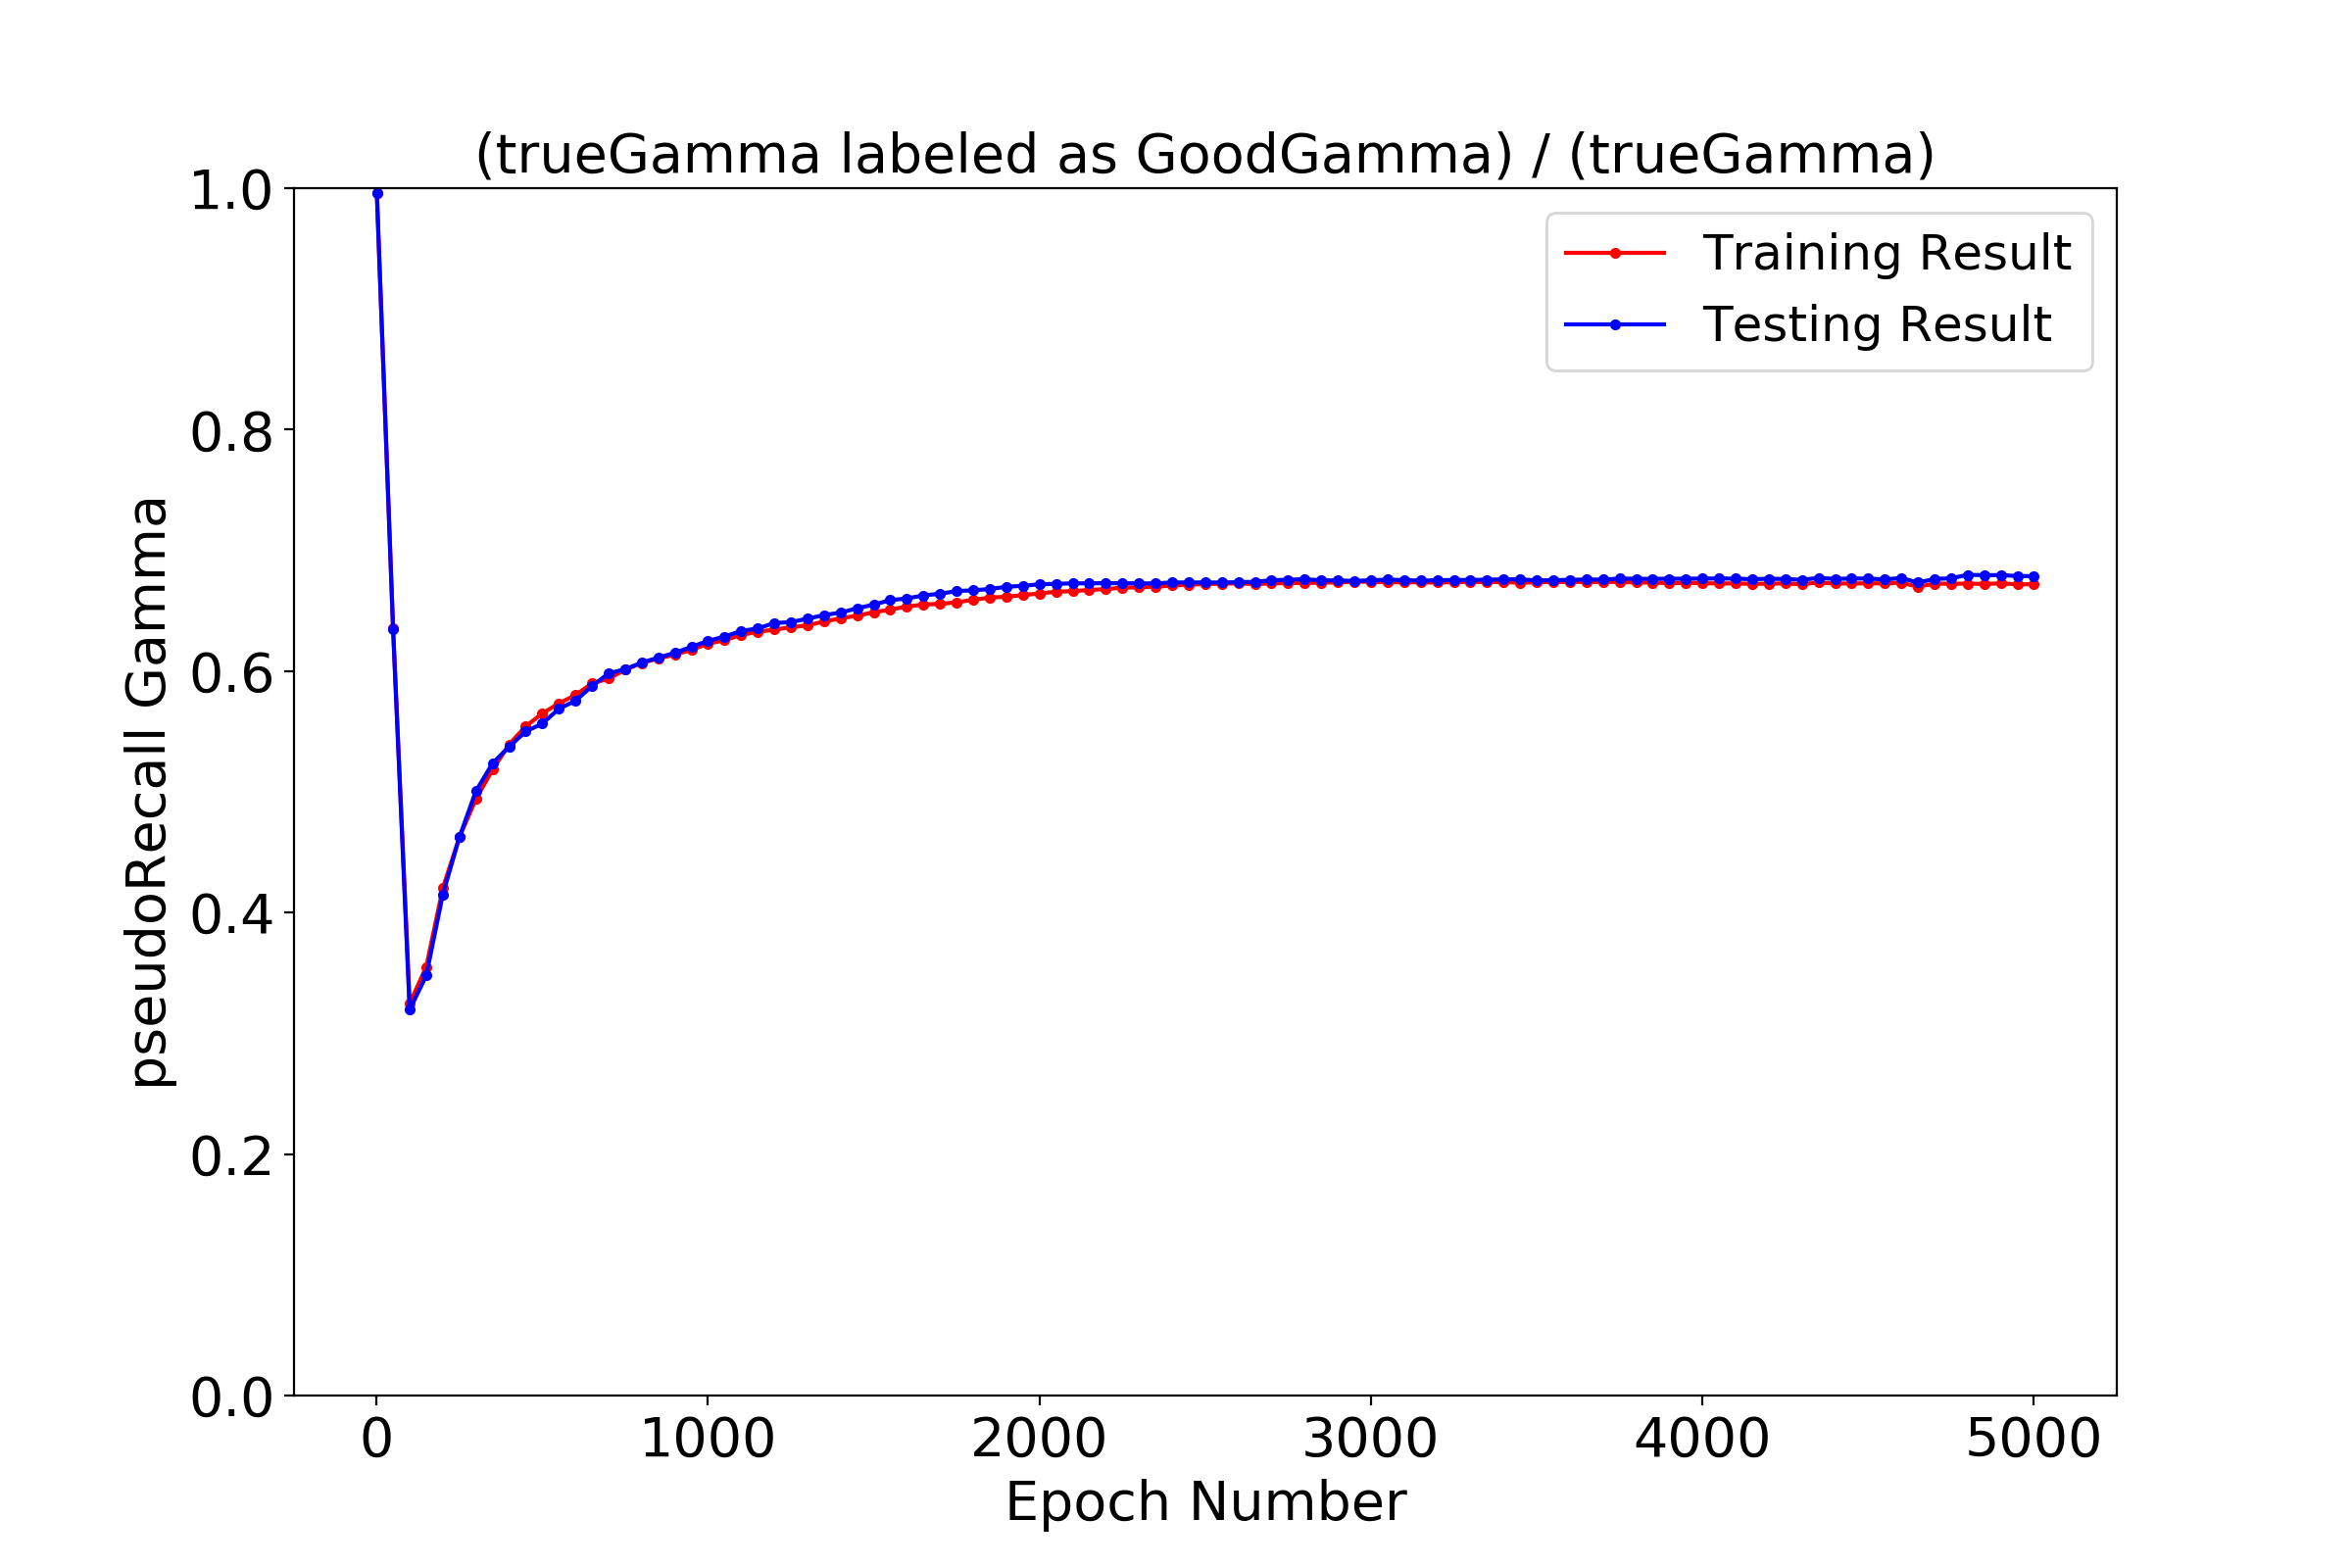 (trueGamma labeled as GoodGamma) / (trueGamma)
Training Result
Testing Result
pseudoRecall Gamma
1.0
0.8
0.6
0.4
0.2
0.0
0 1000 2000 3000 4000 5000
Epoch Number